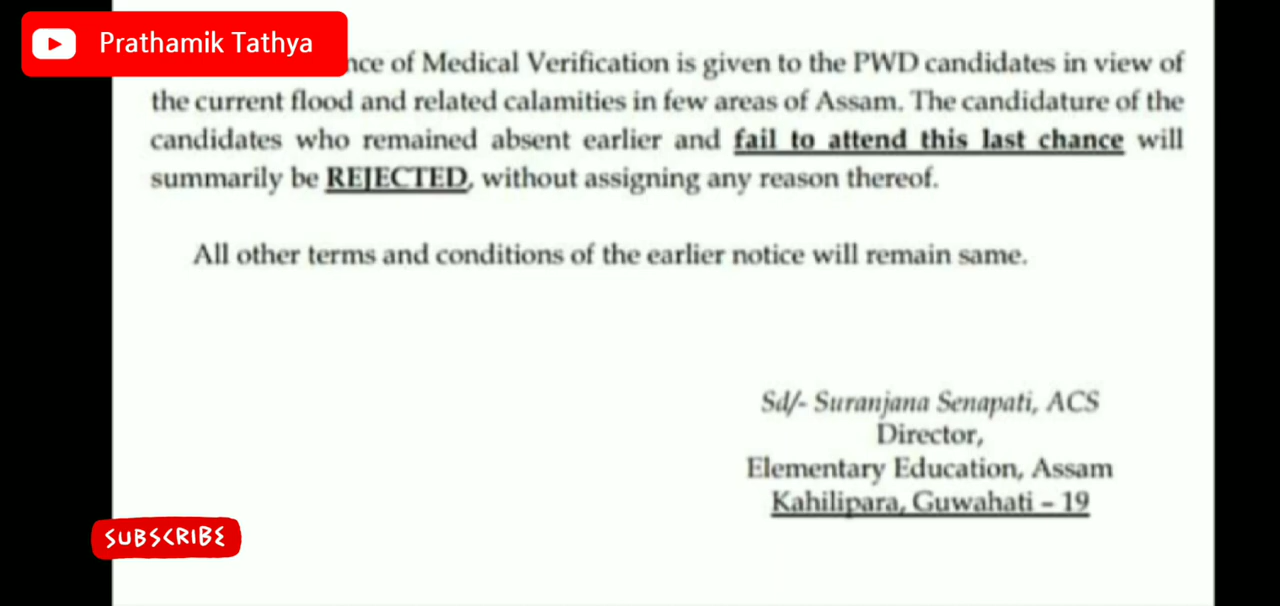 Prathamik Tathya
of Medical Verification is given to the PWD candidates in view of
the current flood and related calamities in few areas of Assam. The candidature of the
candidates who remained absent earlier and fail to attend this last chance will
summarily be REJECTED, without assigning any reason thereof.
All other terms and conditions of the earlier notice will remain same.
Sd/- Suranjana Senapati, ACS
Director,
Elementary Education, Assam
Kahilipara, Guwahati – 19
SUBSCRIBE